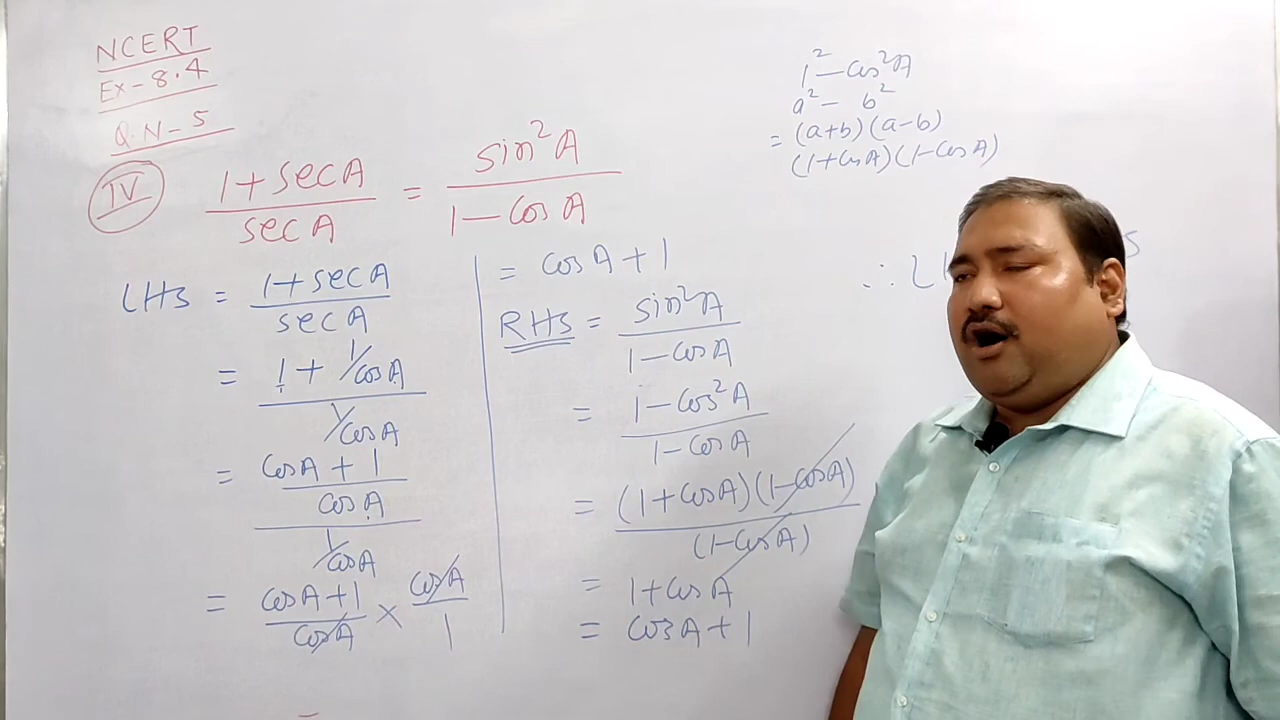 NCERT
Ex-8.4
Q.N-5
IV (1+secA)/secA = sin²A/(1-cosA)
LHS = (1+secA)/secA
= (1+1/cosA)/(1/cosA)
= ((cosA+1)/cosA)/(1/cosA)
= (cosA+1)/cosA × cosA/1
= cosA+1
RHS = sin²A/(1-cosA)
= (1-cos²A)/(1-cosA)
= (1+cosA)(1-cosA)/(1-cosA)
= 1+cosA
= cosA+1
1²-cos²A
a²- b²
= (a+b)(a-b)
(1+cosA)(1-cosA)
∴ L